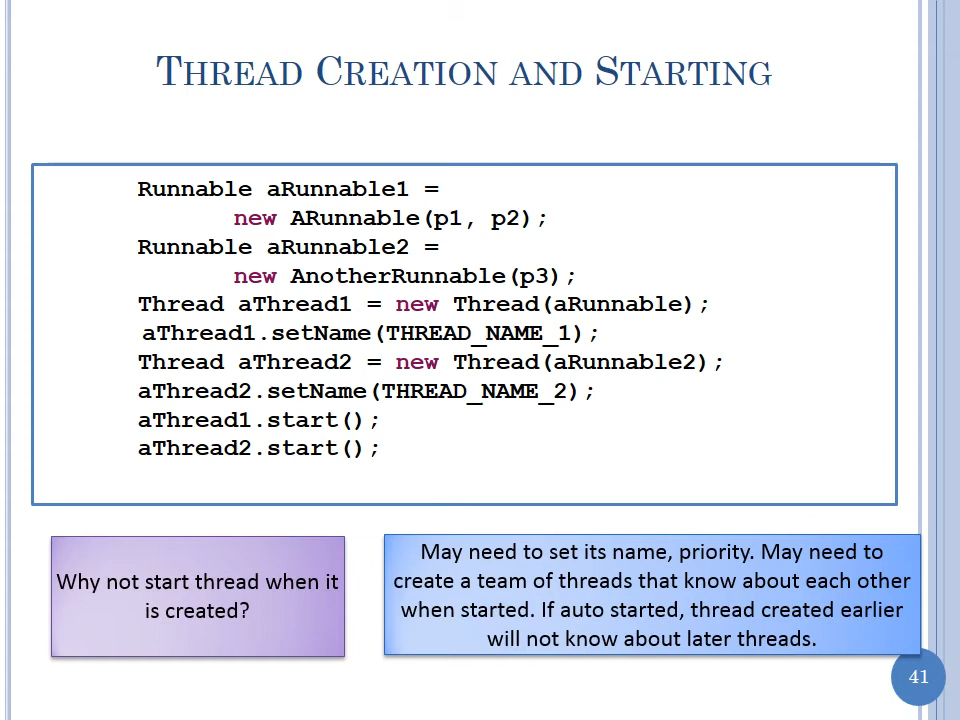 THREAD CREATION AND STARTING
Runnable aRunnable1 =
new ARunnable(p1, p2);
Runnable aRunnable2 =
new AnotherRunnable(p3);
Thread aThread1 = new Thread(aRunnable);
aThread1.setName(THREAD_NAME_1);
Thread aThread2 = new Thread(aRunnable2);
aThread2.setName(THREAD_NAME_2);
aThread1.start();
aThread2.start();
Why not start thread when it
is created?
May need to set its name, priority. May need to
create a team of threads that know about each other
when started. If auto started, thread created earlier
will not know about later threads.
41